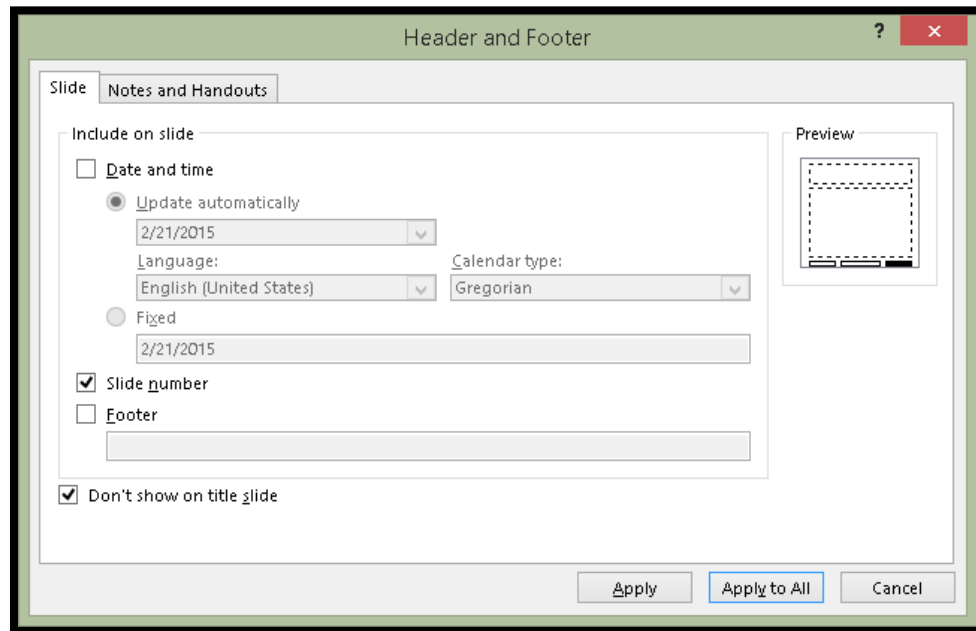 Header and Footer ?
Slide Notes and Handouts
Include on slide Preview
Date and time
Update automatically
2/21/2015
Language: Calendar type:
English (United States) Gregorian
Fixed
2/21/2015
Slide number
Footer
Don't show on title slide
Apply Apply to All Cancel